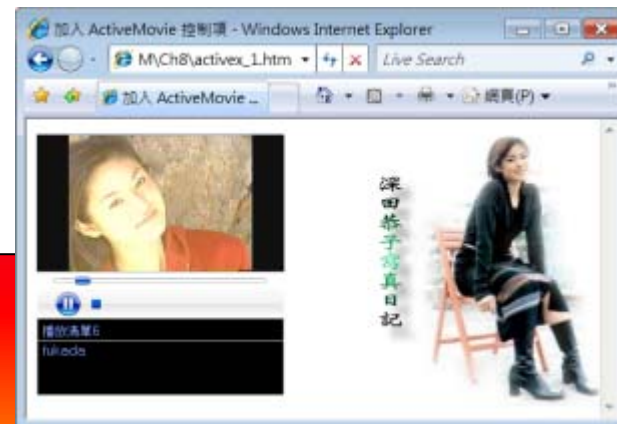 加入 ActiveMovie 控制項 - Windows Internet Explorer
M\Ch8\activex_1.htm
Live Search
加入 ActiveMovie ...
網頁(P)
深田恭子寫真日記
播放清單6
fukada